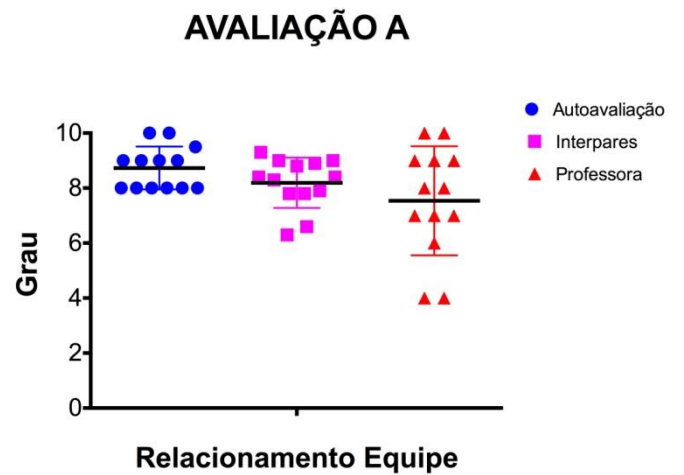 AVALIAÇÃO A
Autoavaliação
Interpares
Professora
10
8
6
4
2
0
Grau
Relacionamento Equipe